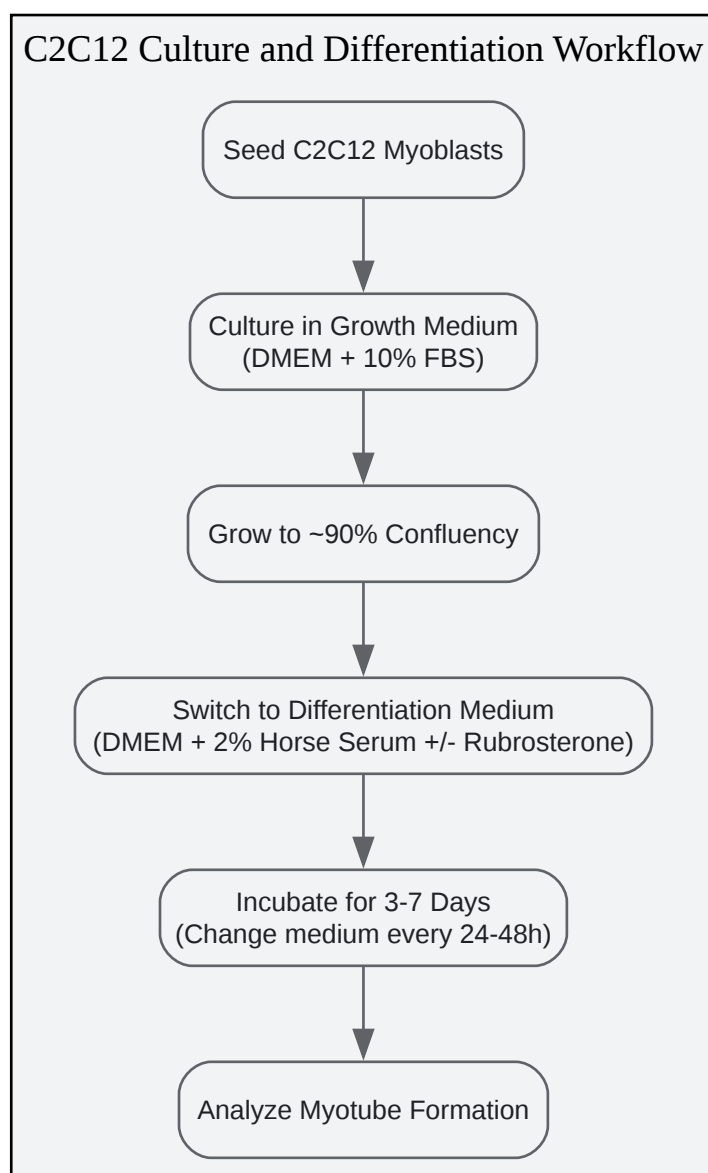 C2C12 Culture and Differentiation Workflow
Seed C2C12 Myoblasts
Culture in Growth Medium
(DMEM + 10% FBS)
Grow to ~90% Confluency
Switch to Differentiation Medium
(DMEM + 2% Horse Serum +/- Rubrosterone)
Incubate for 3-7 Days
(Change medium every 24-48h)
Analyze Myotube Formation